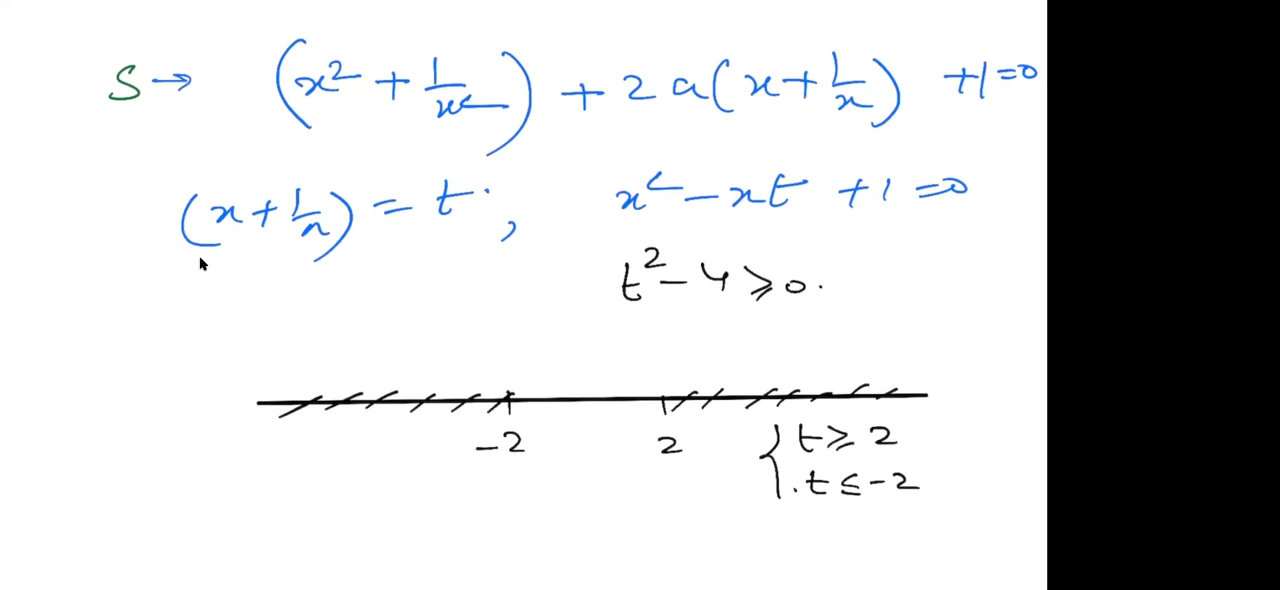 S → (x² + 1/x²) + 2a(x + 1/x) + 1 = 0
(x + 1/x) = t, x² - xt + 1 = 0
t² - 4 ≥ 0.
-2 2 { t ≥ 2
. t ≤ -2